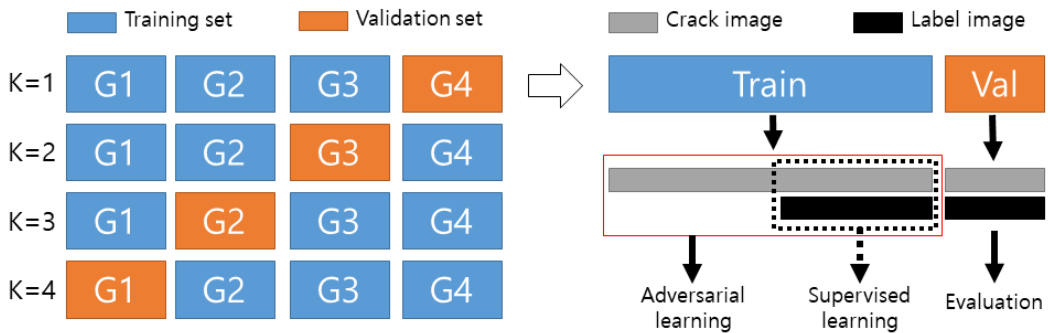 Training set Validation set Crack image Label image
K=1 G1 G2 G3 G4 Train Val
K=2 G1 G2 G3 G4
K=3 G1 G2 G3 G4
K=4 G1 G2 G3 G4
Adversarial learning
Supervised learning
Evaluation